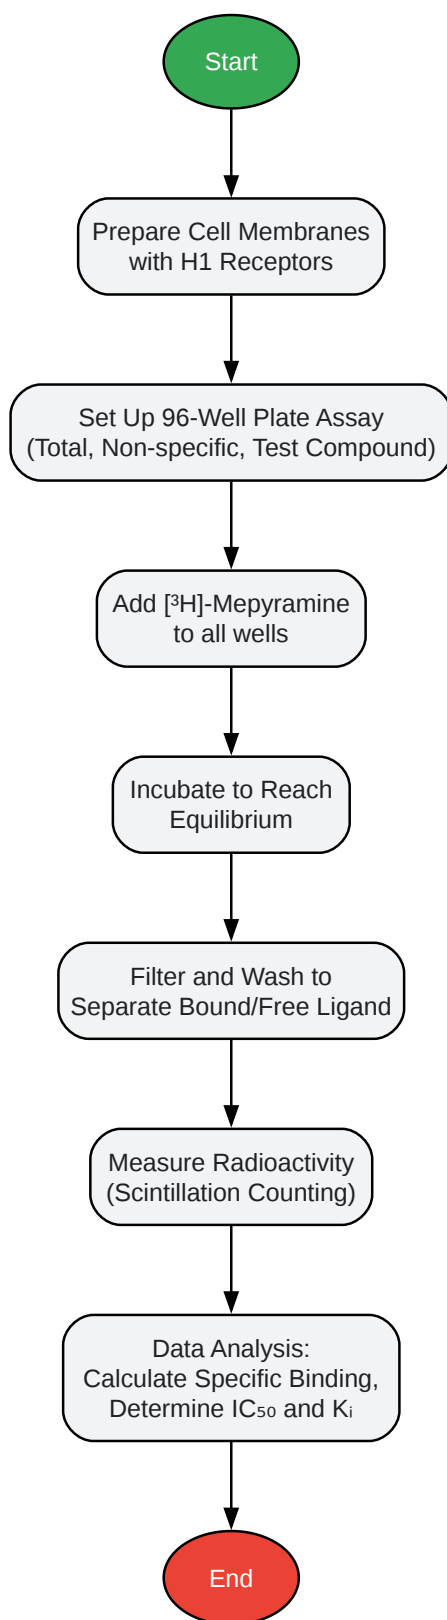 Start
Prepare Cell Membranes
with H1 Receptors
Set Up 96-Well Plate Assay
(Total, Non-specific, Test Compound)
Add [³H]-Mepyramine
to all wells
Incubate to Reach
Equilibrium
Filter and Wash to
Separate Bound/Free Ligand
Measure Radioactivity
(Scintillation Counting)
Data Analysis:
Calculate Specific Binding,
Determine IC₅₀ and Kᵢ
End